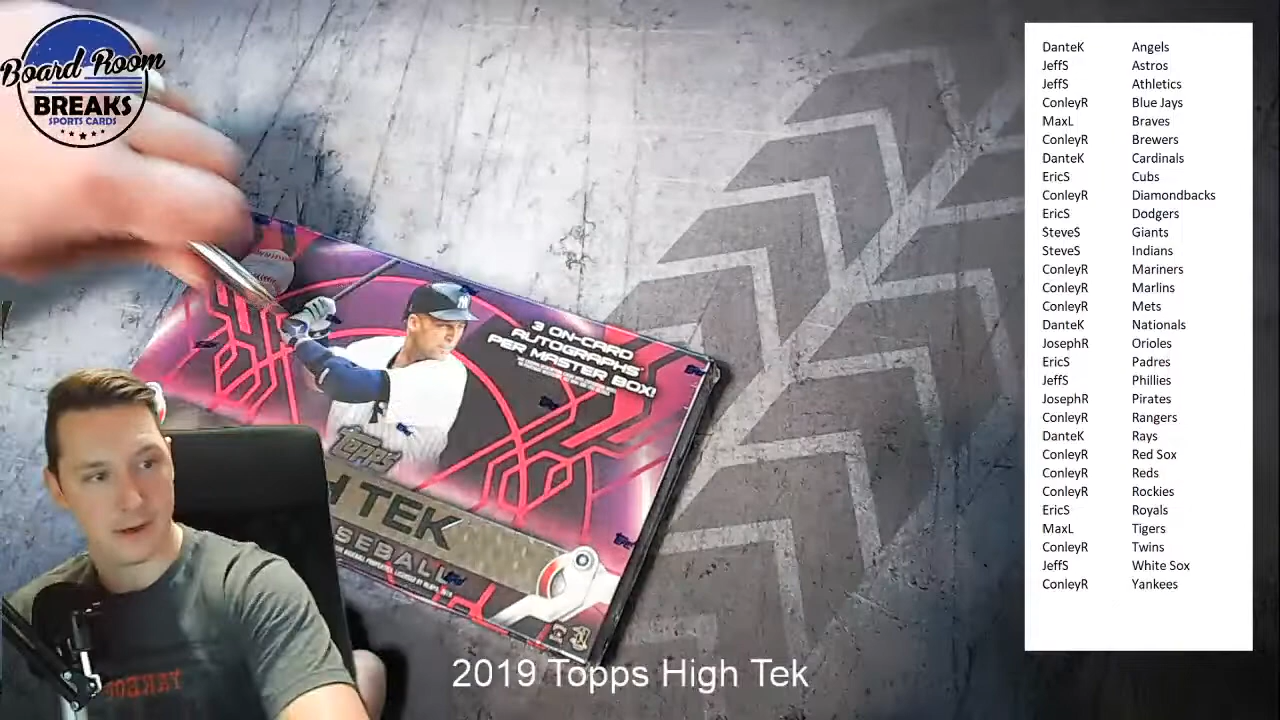 Board Room
BREAKS
SPORTS CARDS
DanteK Angels
JeffS Astros
JeffS Athletics
ConleyR Blue Jays
MaxL Braves
ConleyR Brewers
DanteK Cardinals
EricS Cubs
ConleyR Diamondbacks
EricS Dodgers
SteveS Giants
SteveS Indians
ConleyR Mariners
ConleyR Marlins
ConleyR Mets
DanteK Nationals
JosephR Orioles
EricS Padres
JeffS Phillies
JosephR Pirates
ConleyR Rangers
DanteK Rays
ConleyR Red Sox
ConleyR Reds
ConleyR Rockies
EricS Royals
MaxL Tigers
ConleyR Twins
JeffS White Sox
ConleyR Yankees
3 ON-CARD
AUTOGRAPHS
PER MASTER BOX!
Topps
H TEK
SEBALL
2019 Topps High Tek